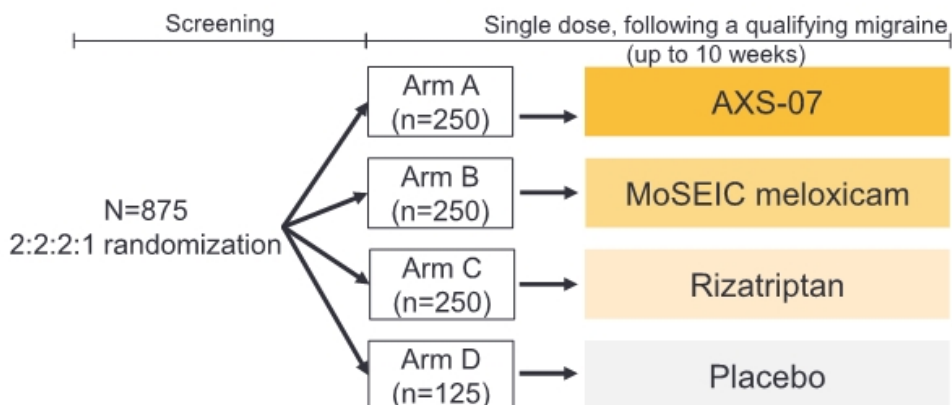 Screening
Single dose, following a qualifying migraine
(up to 10 weeks)
N=875
2:2:2:1 randomization
Arm A
(n=250)
AXS-07
Arm B
(n=250)
MoSEIC meloxicam
Arm C
(n=250)
Rizatriptan
Arm D
(n=125)
Placebo